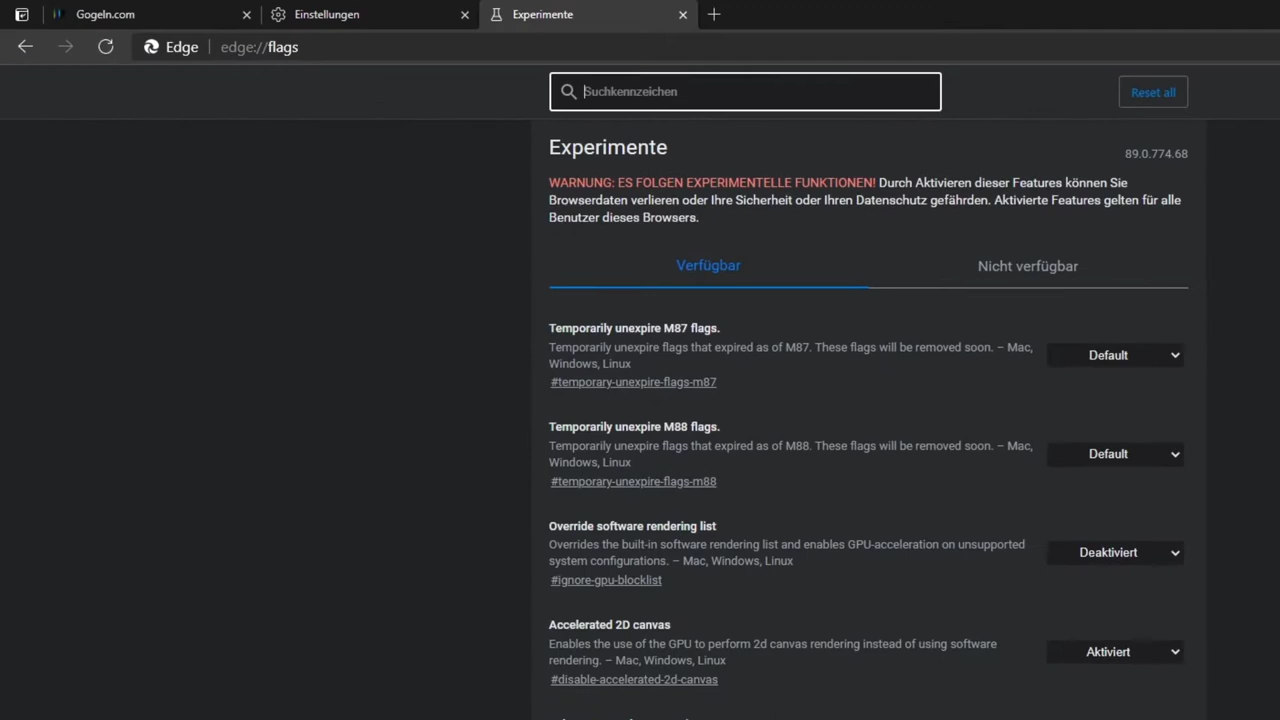 Gogeln.com
Einstellungen
Experimente
Edge
edge://flags
Suchkennzeichen
Reset all
Experimente
89.0.774.68
WARNUNG: ES FOLGEN EXPERIMENTELLE FUNKTIONEN! Durch Aktivieren dieser Features können Sie
Browserdaten verlieren oder Ihre Sicherheit oder Ihren Datenschutz gefährden. Aktivierte Features gelten für alle
Benutzer dieses Browsers.
Verfügbar
Nicht verfügbar
Temporarily unexpire M87 flags.
Temporarily unexpire flags that expired as of M87. These flags will be removed soon. – Mac,
Windows, Linux
#temporary-unexpire-flags-m87
Default
Temporarily unexpire M88 flags.
Temporarily unexpire flags that expired as of M88. These flags will be removed soon. – Mac,
Windows, Linux
#temporary-unexpire-flags-m88
Default
Override software rendering list
Overrides the built-in software rendering list and enables GPU-acceleration on unsupported
system configurations. – Mac, Windows, Linux
#ignore-gpu-blocklist
Deaktiviert
Accelerated 2D canvas
Enables the use of the GPU to perform 2d canvas rendering instead of using software
rendering. – Mac, Windows, Linux
#disable-accelerated-2d-canvas
Aktiviert